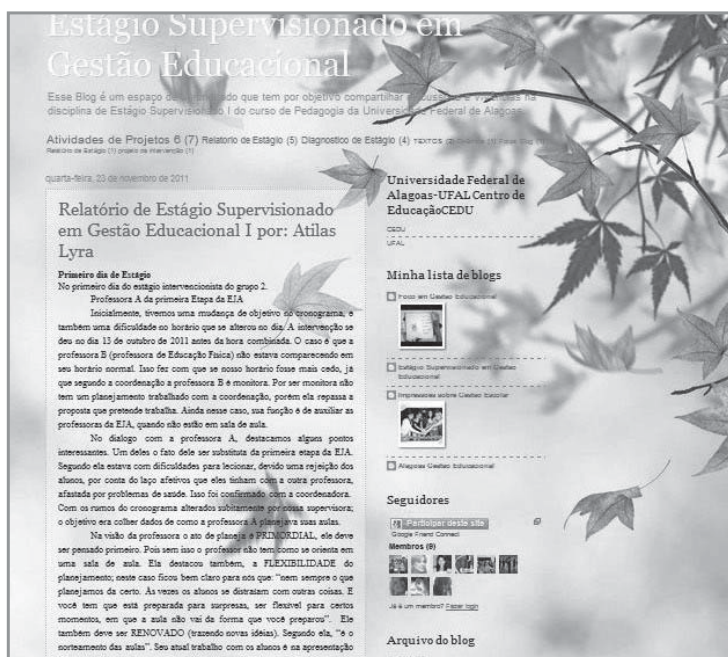 Estágio Supervisionado em
Gestão Educacional
Esse Blog é um espaço de que tem por objetivo compartilhar e na
disciplina de Estágio Supervisionado I do curso de Pedagogia da Universidade Federal de Alagoas
Atividades de Projetos 6 (7) Relatorio de Estágio (5) Diagnostico de Estágio (4) TEXTOS
Relatório de Estágio (1) projeto de intervenção (1)
quarta-feira, 23 de novembro de 2011
Relatório de Estágio Supervisionado
em Gestão Educacional I por: Atilas
Lyra
Primeiro dia de Estágio
No primeiro dia do estágio intervencionista do grupo 2.
Professora A da primeira Etapa da EJA
Inicialmente, tivemos uma mudança de objetivo no cronograma, e
também uma dificuldade no horário que se alterou no dia. A intervenção se
deu no dia 13 de outubro de 2011 antes da hora combinada. O caso é que a
professora B (professora de Educação Física) não estava comparecendo em
seu horário normal. Isso fez com que se nosso horário fosse mais cedo, já
que segundo a coordenação a professora B é monitora. Por ser monitora não
tem um planejamento trabalhado com a coordenação, porém ela repassa a
proposta que pretende trabalha. Ainda nesse caso, sua função é de auxiliar as
professoras da EJA, quando não estão em sala de aula.
No dialogo com a professora A, destacamos alguns pontos
interessantes. Um deles o fato dele ser substituta da primeira etapa da EJA.
Segundo ela estava com dificuldades para lecionar, devido uma rejeição dos
alunos, por conta do laço afetivos que eles tinham com a outra professora,
afastada por problemas de saúde. Isso foi confirmado com a coordenadora.
Com os rumos do cronograma alterados subitamente por nossa supervisora;
o objetivo era colher dados de como a professora A planejava suas aulas.
Na visão da professora o ato de planeja é PRIMORDIAL, ele deve
ser pensado primeiro. Pois sem isso o professor não tem como se orienta em
uma sala de aula. Ela destacou também, a FLEXIBILIDADE do
planejamento; neste caso ficou bem claro para nós que: "nem sempre o que
planejamos da certo. As vezes os alunos se distraiam com outras coisas. E
você tem que está preparada para surpresas, ser flexível para certos
momentos, em que a aula não vai da forma que você preparou". Ele
também deve ser RENOVADO (trazendo novas idéias). Segundo ela, "é o
norteamento das aulas". Seu atual trabalho com os alunos é na apresentação
Universidade Federal de
Alagoas-UFAL Centro de
EducaçãoCEDU
CEDU
UFAL
Minha lista de blogs
Foco em Gestao Educacional
Estágio Supervisionado em Gestao
Educacional
Impressões sobre Gestão Escolar
Alagoas Gestao Educacional
Seguidores
Participar deste site
Google Friend Connect
Membros (9)
Já é um membro? Fazer login
Arquivo do blog